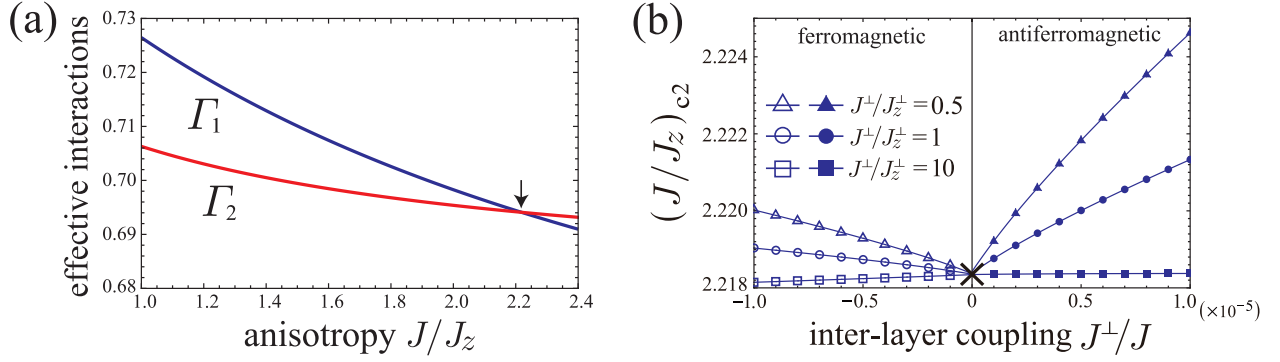 (a)
effective interactions
0.73
0.72
0.71
0.70
0.69
0.68
Γ1
Γ2
1.0 1.2 1.4 1.6 1.8 2.0 2.2 2.4
anisotropy J/Jz
(b)
(J/Jz)c2
ferromagnetic antiferromagnetic
2.224
2.222
2.220
2.218
J⊥/Jz⊥ = 0.5
J⊥/Jz⊥ = 1
J⊥/Jz⊥ = 10
−1.0 −0.5 0 0.5 1.0 (×10−5)
inter-layer coupling J⊥/J